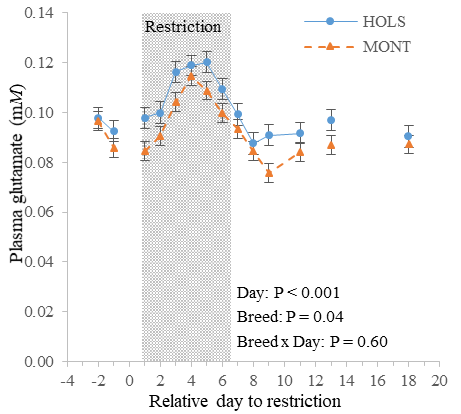 0.14
0.12
0.10
0.08
0.06
0.04
0.02
0.00
Plasma glutamate (mM)
Restriction
HOLS
MONT
Day: P < 0.001
Breed: P = 0.04
Breed x Day: P = 0.60
-4 -2 0 2 4 6 8 10 12 14 16 18 20
Relative day to restriction